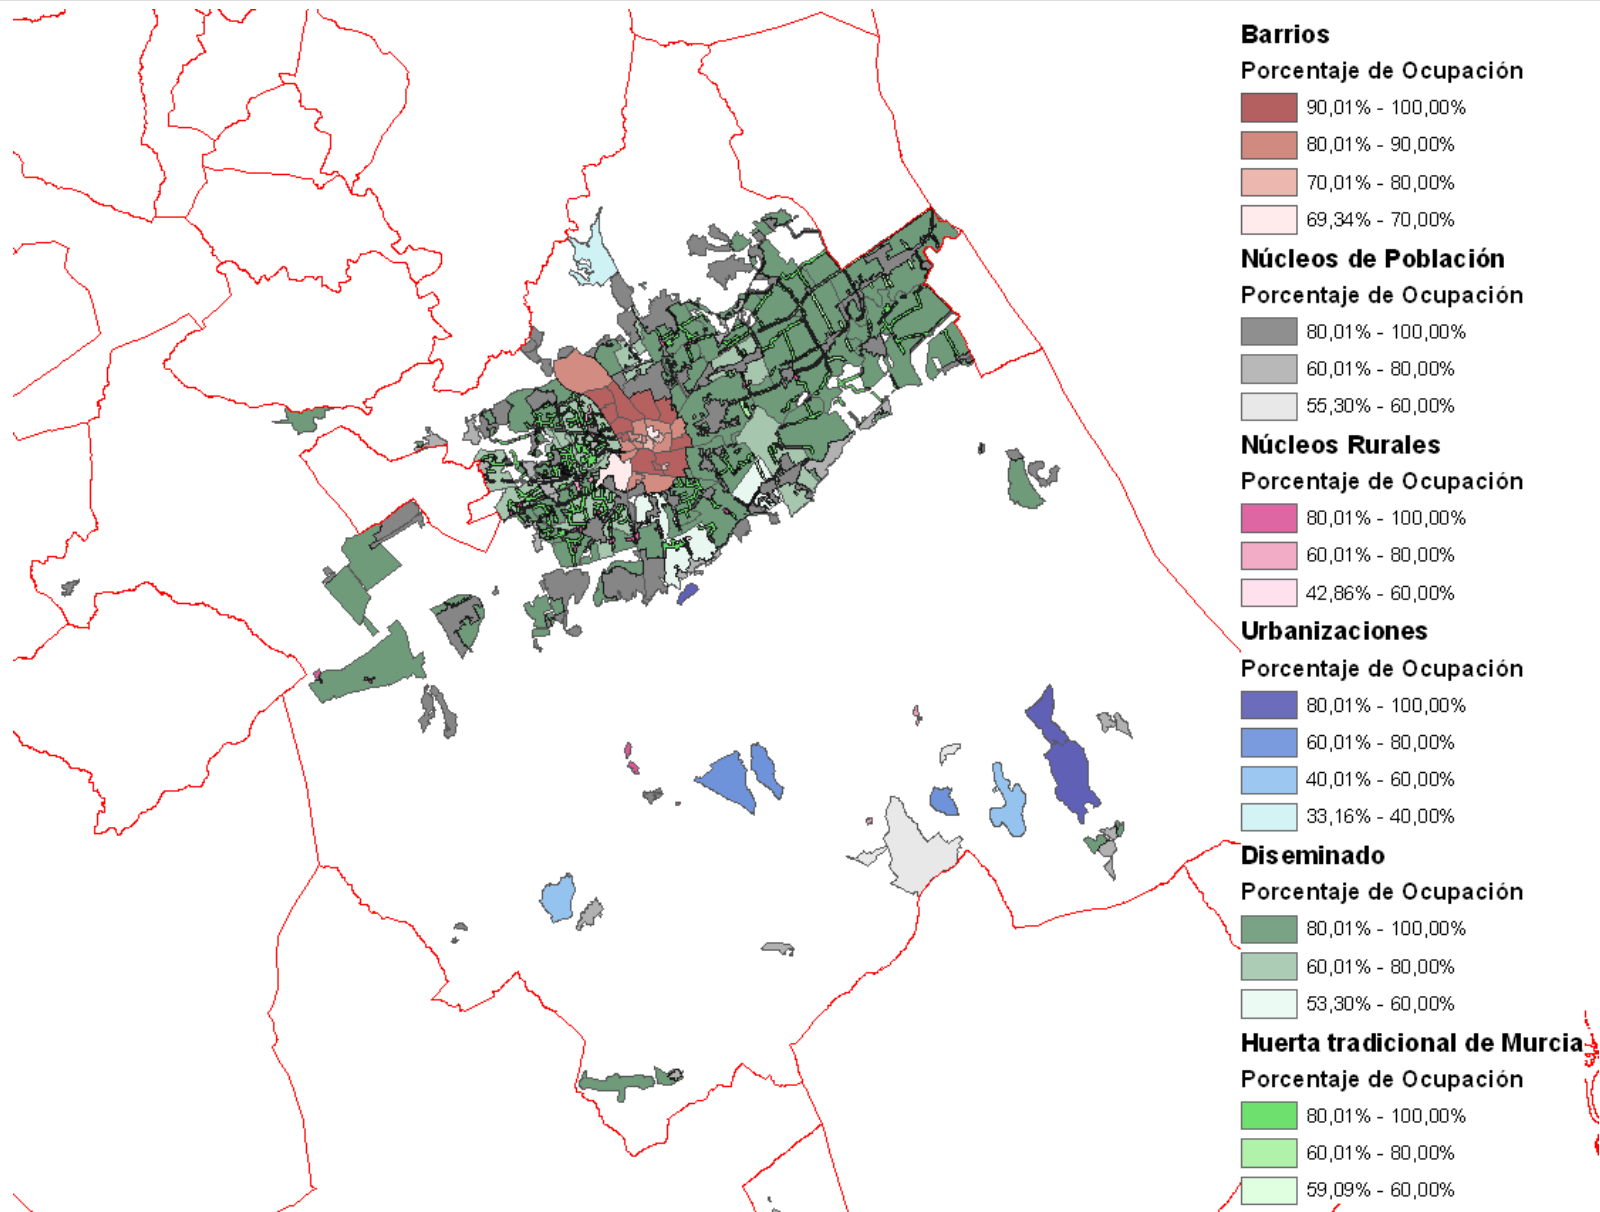 Barrios
Porcentaje de Ocupación
90,01% - 100,00%
80,01% - 90,00%
70,01% - 80,00%
69,34% - 70,00%
Núcleos de Población
Porcentaje de Ocupación
80,01% - 100,00%
60,01% - 80,00%
55,30% - 60,00%
Núcleos Rurales
Porcentaje de Ocupación
80,01% - 100,00%
60,01% - 80,00%
42,86% - 60,00%
Urbanizaciones
Porcentaje de Ocupación
80,01% - 100,00%
60,01% - 80,00%
40,01% - 60,00%
33,16% - 40,00%
Diseminado
Porcentaje de Ocupación
80,01% - 100,00%
60,01% - 80,00%
53,30% - 60,00%
Huerta tradicional de Murcia
Porcentaje de Ocupación
80,01% - 100,00%
60,01% - 80,00%
59,09% - 60,00%